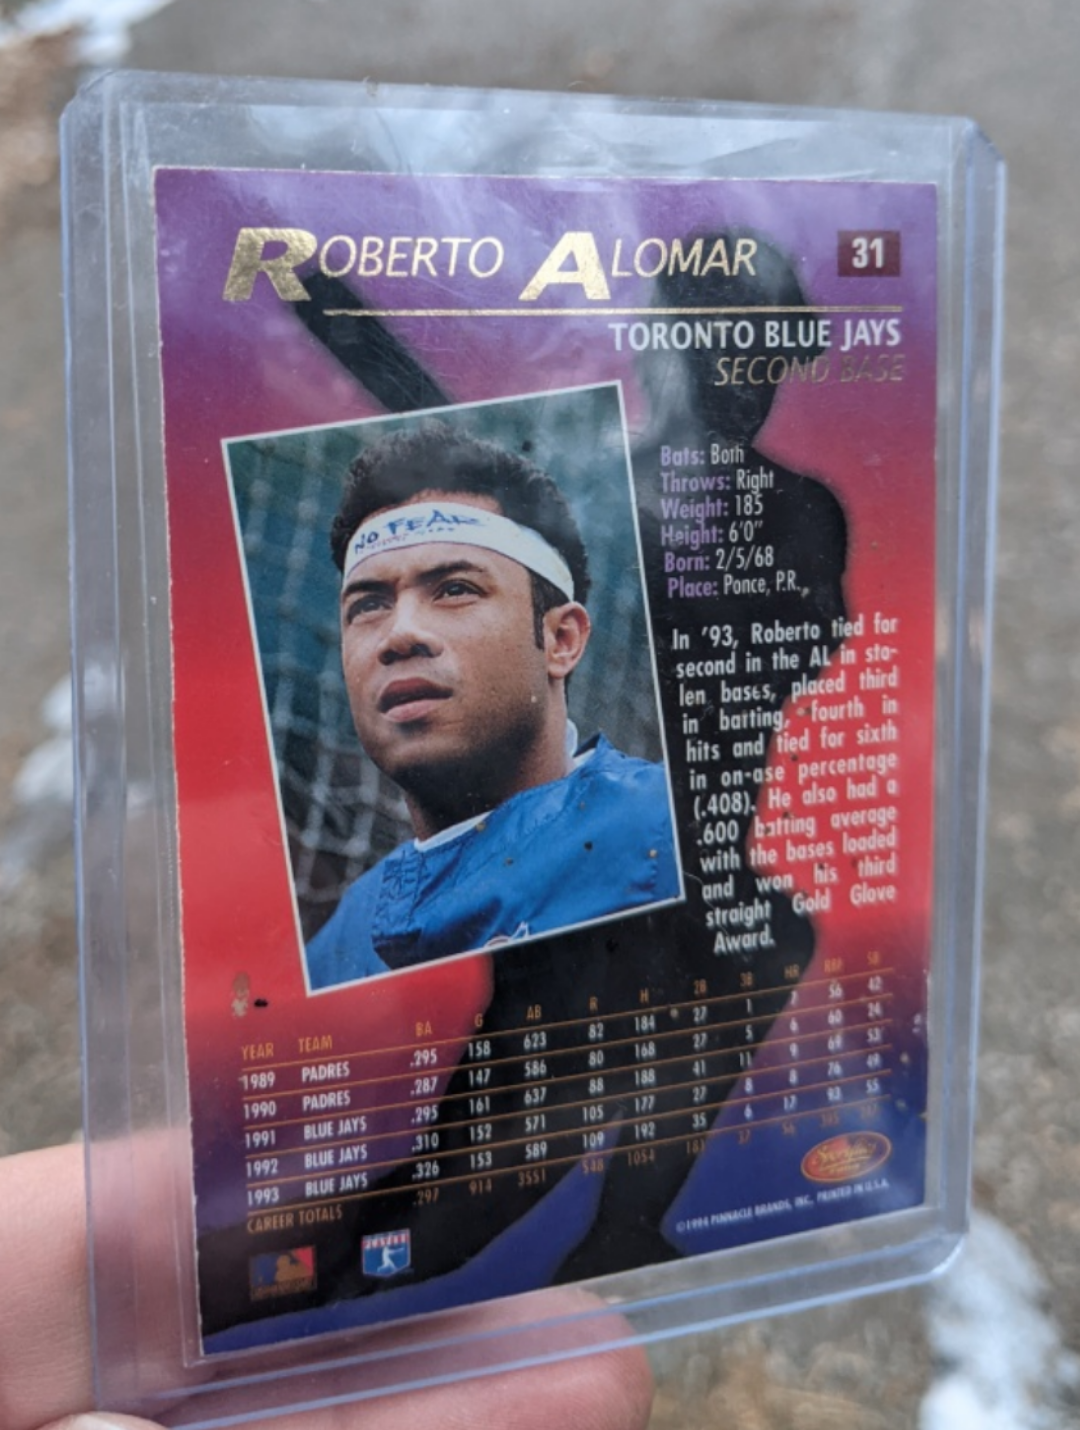 ROBERTO ALOMAR
31
TORONTO BLUE JAYS
SECOND BASE
NO FEAR
Bats: Both
Throws: Right
Weight: 185
Height: 6'0"
Born: 2/5/68
Place: Ponce, P.R.
In '93, Roberto tied for
second in the AL in sto-
len bases, placed third
in batting, fourth in
hits and tied for sixth
in on-ase percentage
(.408). He also had a
.600 batting average
with the bases loaded
and won his third
straight Gold Glove
Award.
YEAR TEAM BA G AB R H 2B 3B HR RBI SB
1989 PADRES .295 158 623 82 184 27 1 7 56 42
1990 PADRES .287 147 586 80 168 27 5 6 60 24
1991 BLUE JAYS .295 161 637 88 188 41 11 9 69 53
1992 BLUE JAYS .310 152 571 105 177 27 8 8 76 49
1993 BLUE JAYS .326 153 589 109 192 35 6 17 93 55
CAREER TOTALS .297 914 3551 1054
Sportflics
©1994 PINNACLE BRANDS, INC. PRINTED IN U.S.A.